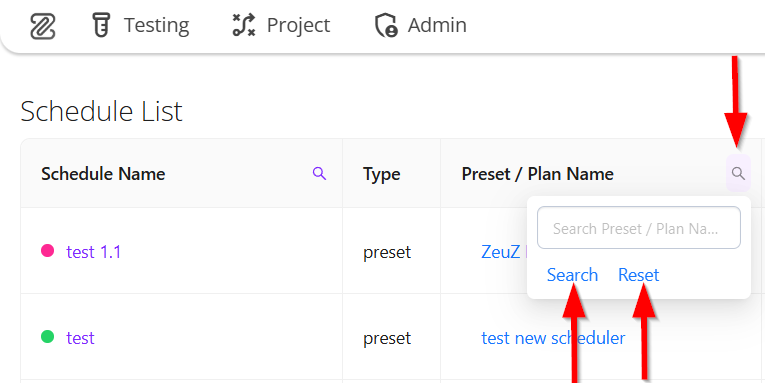 Testing Project Admin
Schedule List
Schedule Name Type Preset / Plan Name
Search Preset / Plan Na...
test 1.1 preset ZeuZ
Search Reset
test preset test new scheduler